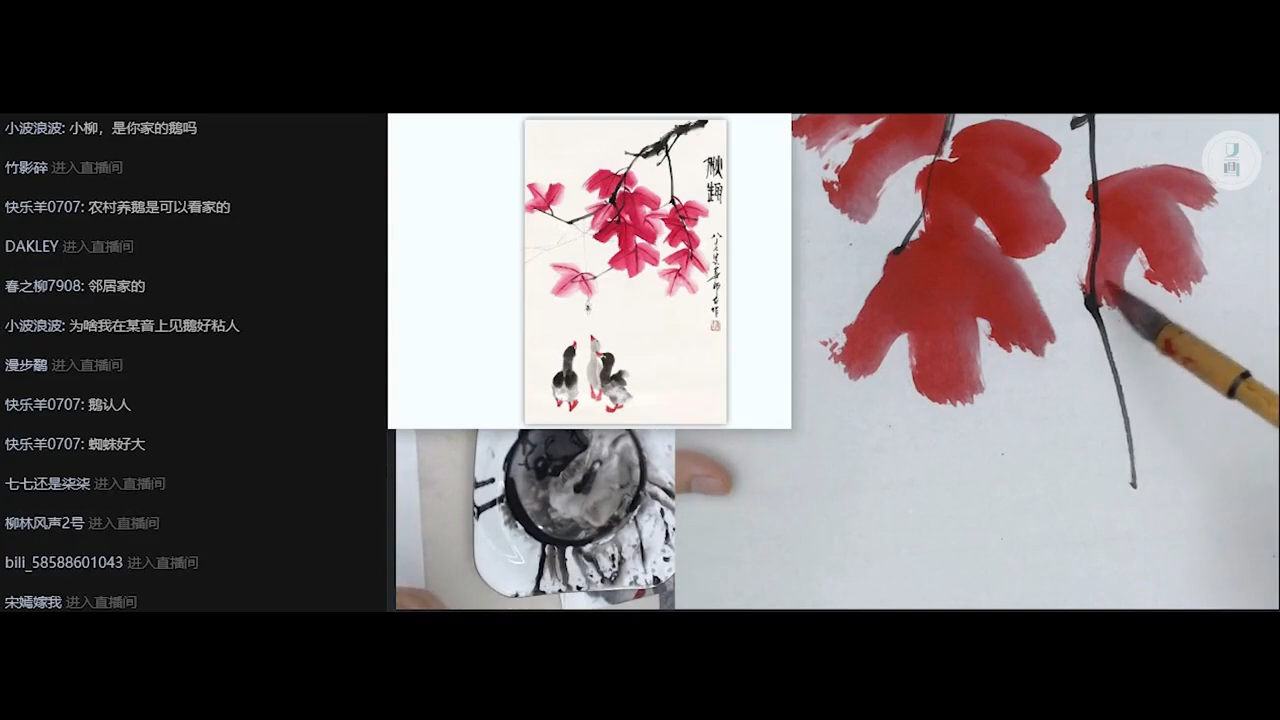 小波浪波: 小柳，是你家的鹅吗
竹影碎 进入直播间
快乐羊0707: 农村养鹅是可以看家的
DAKLEY 进入直播间
春之柳7908: 邻居家的
小波浪波: 为啥我在某音上见鹅好粘人
漫步鹬 进入直播间
快乐羊0707: 鹅认人
快乐羊0707: 蜘蛛好大
七七还是柒柒 进入直播间
柳林风声2号 进入直播间
bili_58588601043 进入直播间
宋嫣嫁我 进入直播间
秋趣